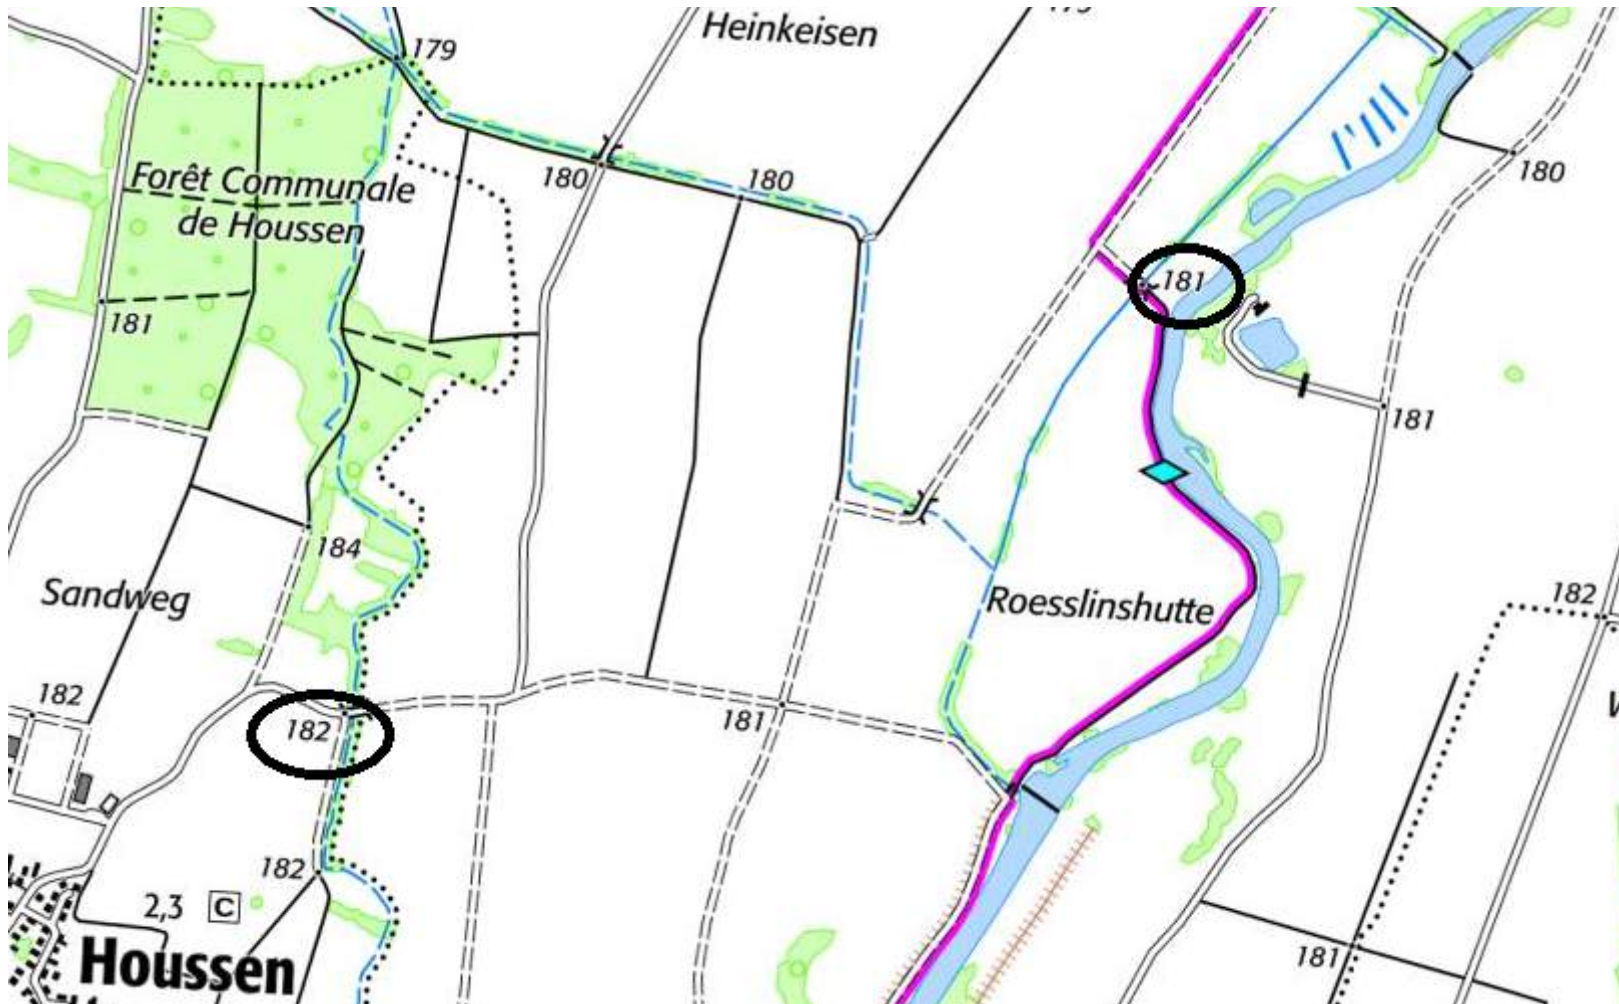 Heinkeisen
179
180
180
180
Forêt Communale
de Houssen
181
181
181
184
Sandweg
Roesslinshutte
182
182
182
181
182
2,3 C
Houssen
181